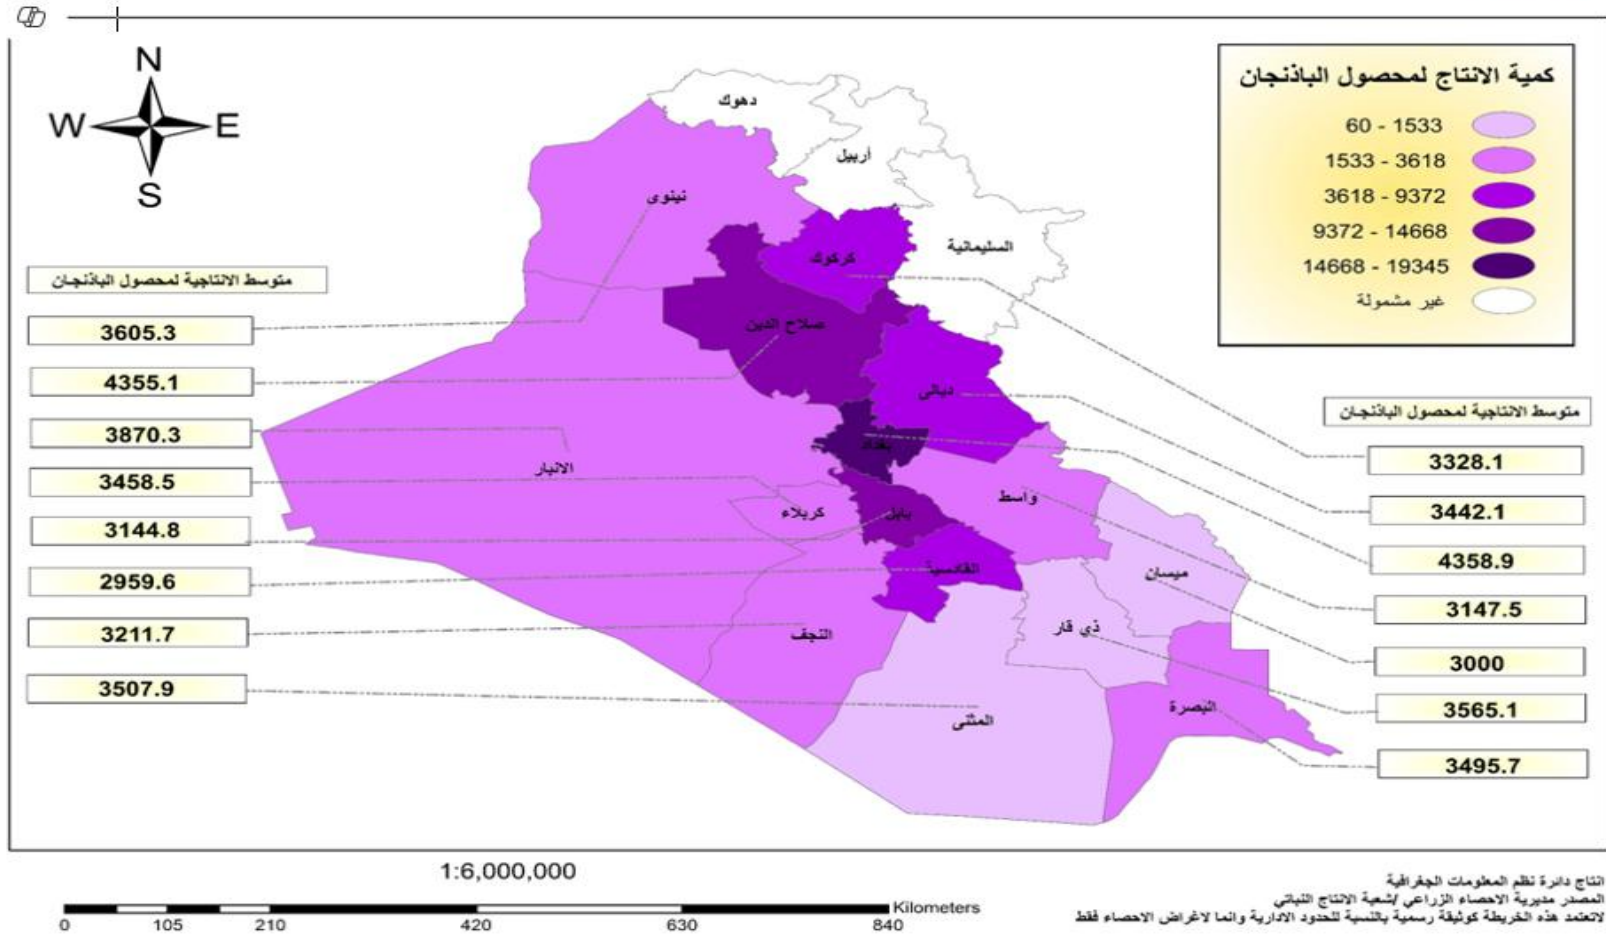 N
W
E
S
كمية الانتاج لمحصول الباذنجان
60 - 1533
1533 - 3618
3618 - 9372
9372 - 14668
14668 - 19345
غير مشمولة
دهوك
أربيل
السليمانية
نينوى
كركوك
صلاح الدين
ديالى
بغداد
الانبار
واسط
كربلاء
بابل
القادسية
ميسان
ذي قار
النجف
المثنى
البصرة
متوسط الانتاجية لمحصول الباذنجان
3605.3
4355.1
3870.3
3458.5
3144.8
2959.6
3211.7
3507.9
متوسط الانتاجية لمحصول الباذنجان
3328.1
3442.1
4358.9
3147.5
3000
3565.1
3495.7
1:6,000,000
Kilometers
0 105 210 420 630 840
انتاج دائرة نظم المعلومات الجغرافية
المصدر مديرية الاحصاء الزراعي /شعبة الانتاج النباتي
لاتعتمد هذه الخريطة كوثيقة رسمية بالنسبة للحدود الادارية وانما لاغراض الاحصاء فقط